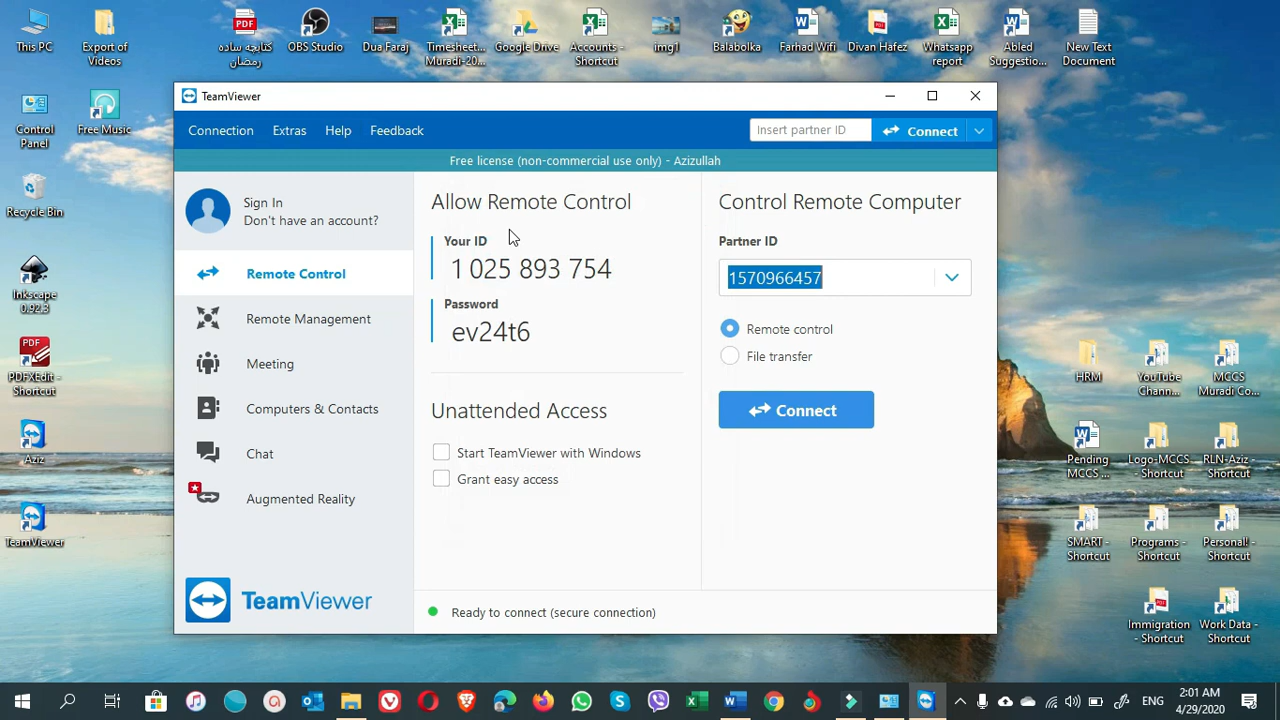 This PC
Export of
Videos
PDF
کتابچه ساده
رمضان
OBS Studio
Dua Faraj
Timesheet...
Muradi-20...
Google Drive
Accounts -
Shortcut
img1
Balabolka
Farhad Wifi
Divan Hafez
Whatsapp
report
Abled
Suggestio...
New Text
Document
Control
Panel
Free Music
Recycle Bin
Inkscape
0.92.3
PDF
PDFXEdit -
Shortcut
Aziz
TeamViewer
TeamViewer
Connection
Extras
Help
Feedback
Insert partner ID
Connect
Free license (non-commercial use only) - Azizullah
Sign In
Don't have an account?
Remote Control
Remote Management
Meeting
Computers & Contacts
Chat
Augmented Reality
TeamViewer
Allow Remote Control
Your ID
1 025 893 754
Password
ev24t6
Unattended Access
Start TeamViewer with Windows
Grant easy access
Control Remote Computer
Partner ID
1570966457
Remote control
File transfer
Connect
Ready to connect (secure connection)
HRM
YouTube
Chann...
MCCS
Muradi Co...
Pending
MCCS ...
Logo-MCCS
- Shortcut
RLN-Aziz -
Shortcut
SMART -
Shortcut
Programs -
Shortcut
Personal! -
Shortcut
Immigration
- Shortcut
Work Data -
Shortcut
ENG
2:01 AM
4/29/2020